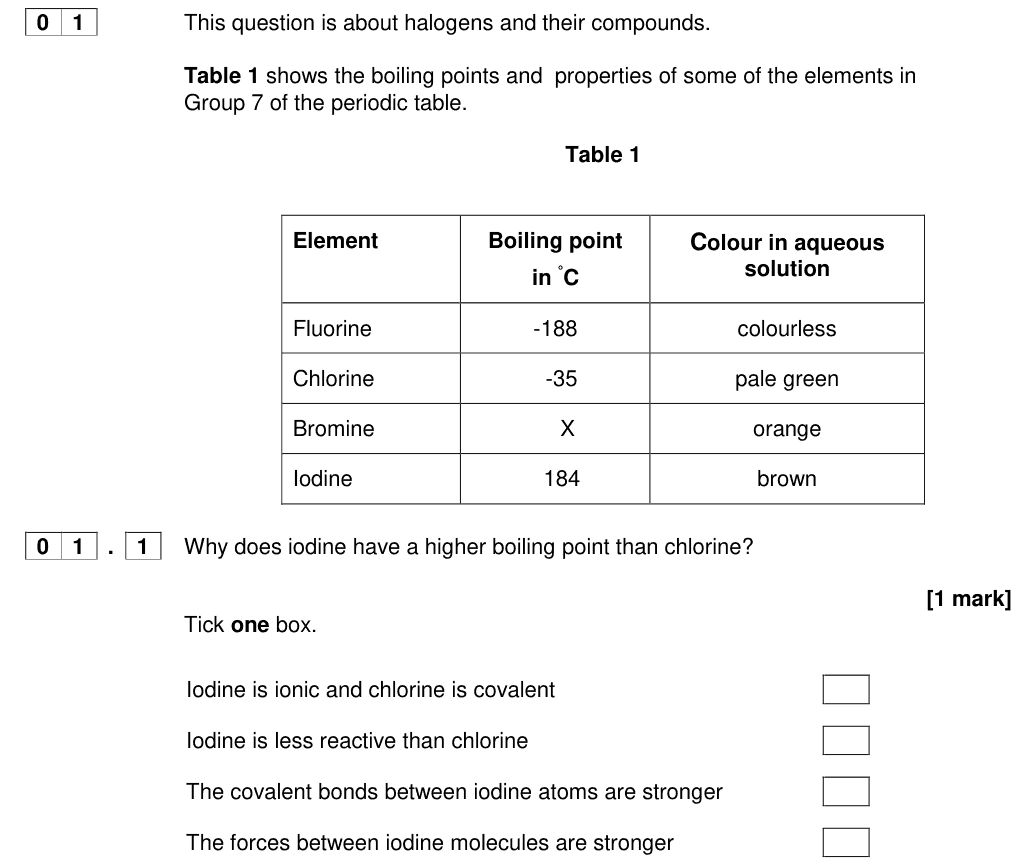 0 1 This question is about halogens and their compounds.
Table 1 shows the boiling points and properties of some of the elements in
Group 7 of the periodic table.
Table 1
Element Boiling point Colour in aqueous
in °C solution
Fluorine -188 colourless
Chlorine -35 pale green
Bromine X orange
Iodine 184 brown
0 1 . 1 Why does iodine have a higher boiling point than chlorine?
[1 mark]
Tick one box.
Iodine is ionic and chlorine is covalent
Iodine is less reactive than chlorine
The covalent bonds between iodine atoms are stronger
The forces between iodine molecules are stronger